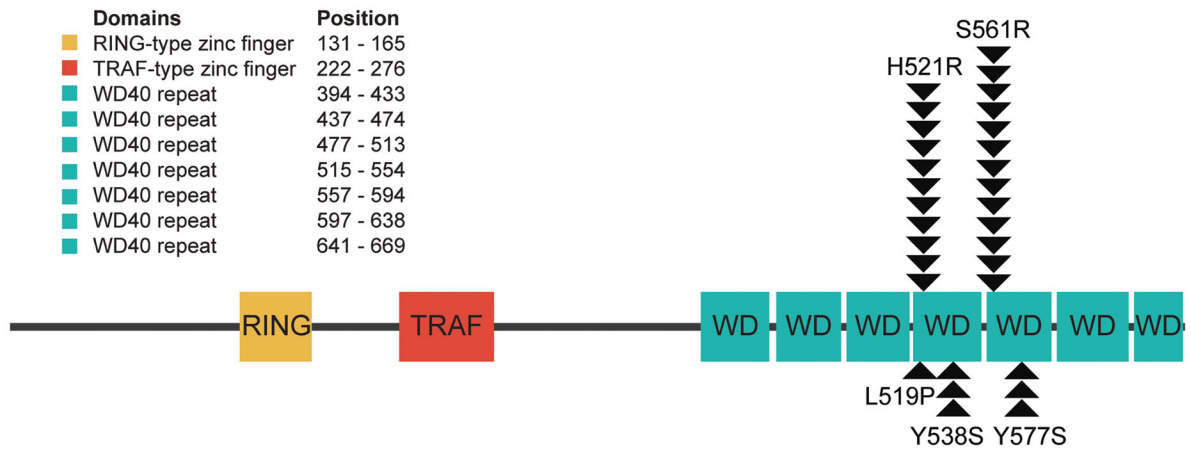 Domains Position
RING-type zinc finger 131 - 165
TRAF-type zinc finger 222 - 276
WD40 repeat 394 - 433
WD40 repeat 437 - 474
WD40 repeat 477 - 513
WD40 repeat 515 - 554
WD40 repeat 557 - 594
WD40 repeat 597 - 638
WD40 repeat 641 - 669
S561R
H521R
RING TRAF WD WD WD WD WD WD WD
L519P
Y538S Y577S